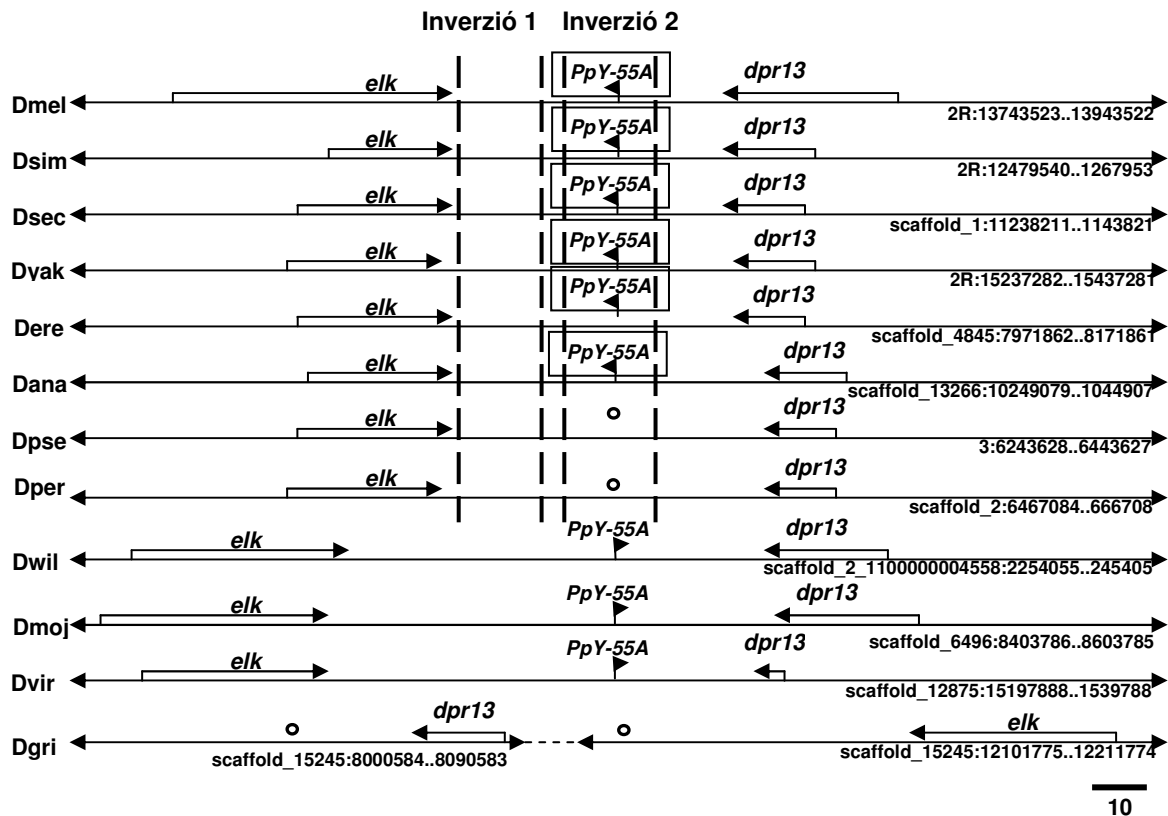 Inverzió 1 Inverzió 2
Dmel elk PpY-55A dpr13
2R:13743523..13943522
Dsim elk PpY-55A dpr13
2R:12479540..1267953
Dsec elk PpY-55A dpr13
scaffold_1:11238211..1143821
Dyak elk PpY-55A dpr13
2R:15237282..15437281
Dere elk PpY-55A dpr13
scaffold_4845:7971862..8171861
Dana elk PpY-55A dpr13
scaffold_13266:10249079..1044907
Dpse elk dpr13
3:6243628..6443627
Dper elk dpr13
scaffold_2:6467084..666708
Dwil elk PpY-55A dpr13
scaffold_2_1100000004558:2254055..245405
Dmoj elk PpY-55A dpr13
scaffold_6496:8403786..8603785
Dvir elk PpY-55A dpr13
scaffold_12875:15197888..1539788
Dgri dpr13 elk
scaffold_15245:8000584..8090583 scaffold_15245:12101775..12211774
10